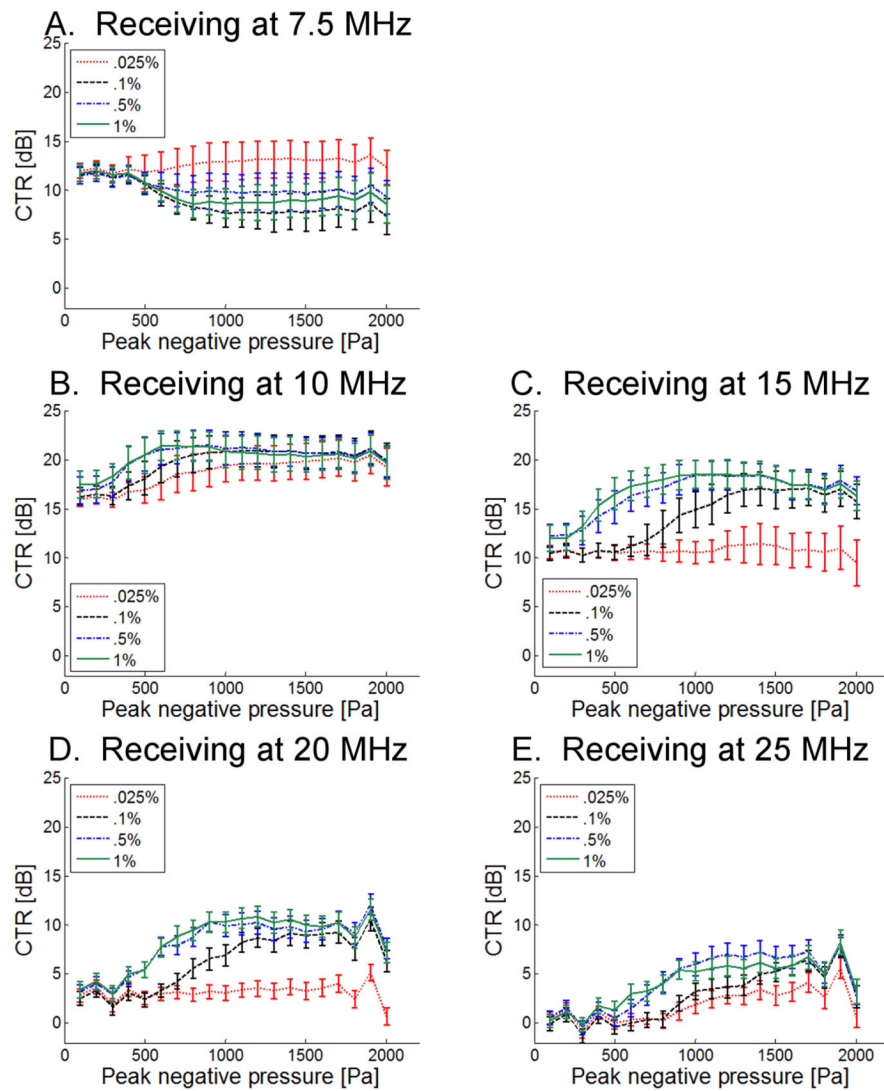 A. Receiving at 7.5 MHz
25
20
15
10
5
0
CTR [dB]
.025%
.1%
.5%
1%
0 500 1000 1500 2000
Peak negative pressure [Pa]
B. Receiving at 10 MHz
25
20
15
10
5
0
CTR [dB]
.025%
.1%
.5%
1%
0 500 1000 1500 2000
Peak negative pressure [Pa]
C. Receiving at 15 MHz
25
20
15
10
5
0
CTR [dB]
.025%
.1%
.5%
1%
0 500 1000 1500 2000
Peak negative pressure [Pa]
D. Receiving at 20 MHz
25
20
15
10
5
0
CTR [dB]
.025%
.1%
.5%
1%
0 500 1000 1500 2000
Peak negative pressure [Pa]
E. Receiving at 25 MHz
25
20
15
10
5
0
CTR [dB]
.025%
.1%
.5%
1%
0 500 1000 1500 2000
Peak negative pressure [Pa]